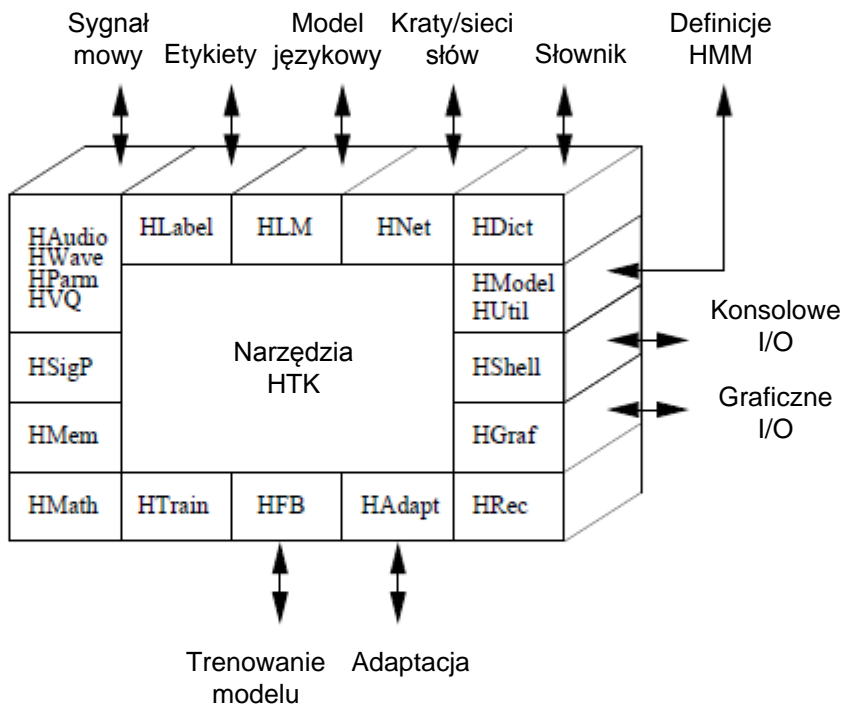 Sygnał
mowy
Etykiety
Model
językowy
Kraty/sieci
słów
Słownik
Definicje
HMM
HAudio
HWave
HParm
HVQ
HLabel
HLM
HNet
HDict
HModel
HUtil
Narzędzia
HTK
HSigP
HShell
HMem
HGraf
HMath
HTrain
HFB
HAdapt
HRec
Konsolowe
I/O
Graficzne
I/O
Trenowanie
modelu
Adaptacja